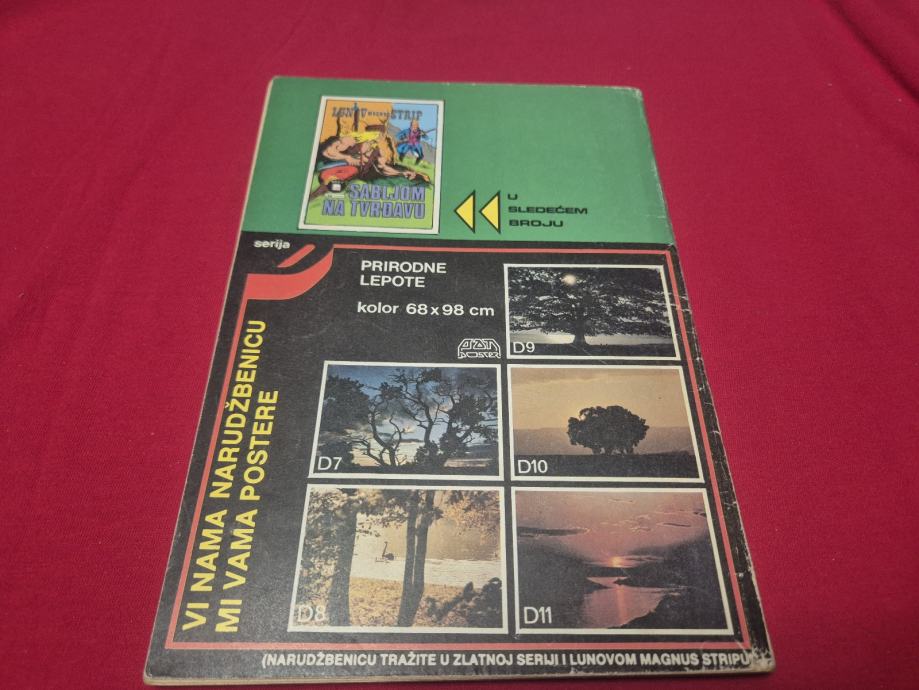 LUNOV MAGNUS STRIP
SABLJOM
NA TVRĐAVU
U
SLEDEĆEM
BROJU
serija
PRIRODNE
LEPOTE
kolor 68 x 98 cm
POSTER
D9
D7
D10
D8
D11
VI NAMA NARUDŽBENICU
MI VAMA POSTERE
(NARUDŽBENICU TRAŽITE U ZLATNOJ SERIJI I LUNOVOM MAGNUS STRIPU